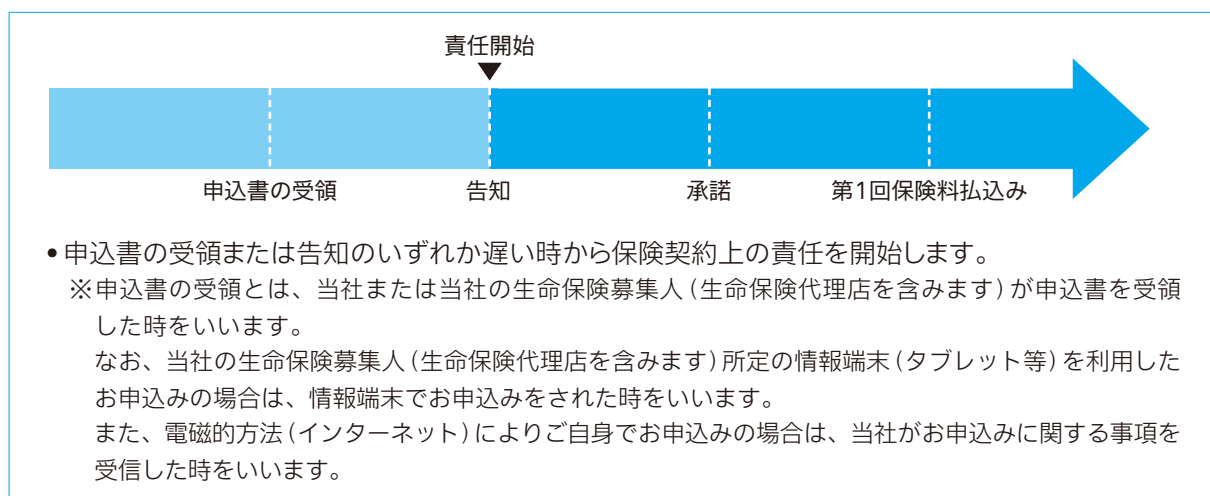 責任開始
申込書の受領 告知 承諾 第1回保険料払込み
•申込書の受領または告知のいずれか遅い時から保険契約上の責任を開始します。
※申込書の受領とは、当社または当社の生命保険募集人(生命保険代理店を含みます)が申込書を受領
した時をいいます。
なお、当社の生命保険募集人(生命保険代理店を含みます)所定の情報端末(タブレット等)を利用した
お申込みの場合は、情報端末でお申込みをされた時をいいます。
また、電磁的方法(インターネット)によりご自身でお申込みの場合は、当社がお申込みに関する事項を
受信した時をいいます。